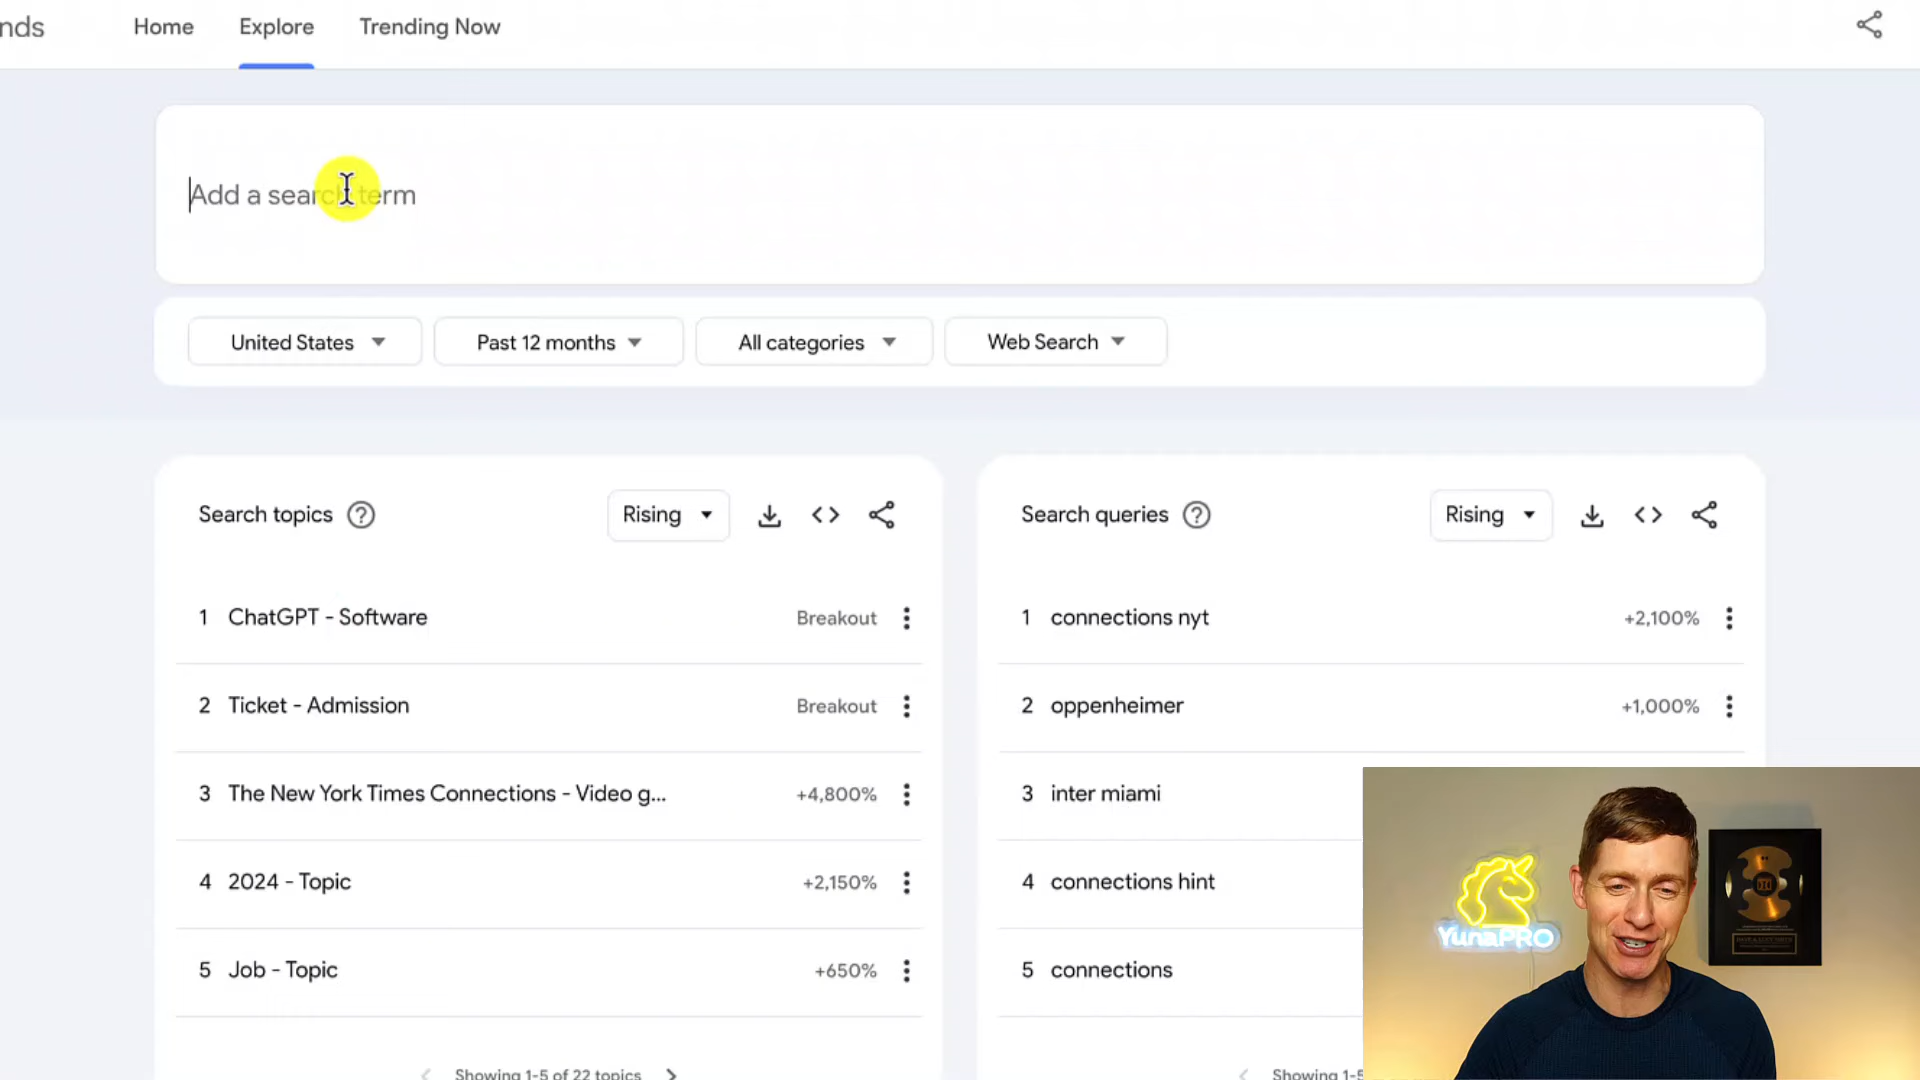 nds Home Explore Trending Now
Add a search term
United States Past 12 months All categories Web Search
Search topics ? Rising <>
1 ChatGPT - Software Breakout
2 Ticket - Admission Breakout
3 The New York Times Connections - Video g... +4,800%
4 2024 - Topic +2,150%
5 Job - Topic +650%
Showing 1-5 of 22 topics
Search queries ? Rising <>
1 connections nyt +2,100%
2 oppenheimer +1,000%
3 inter miami
4 connections hint
5 connections
Showing 1-5
YunaPRO